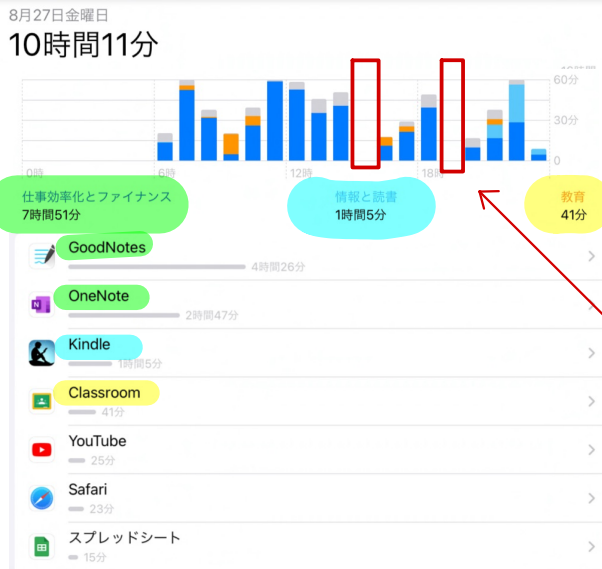 8月27日金曜日
10時間11分
60分
30分
0
0時
6時
12時
18時
仕事効率化とファイナンス
7時間51分
情報と読書
1時間5分
教育
41分
GoodNotes
4時間26分
OneNote
2時間47分
Kindle
1時間5分
Classroom
41分
YouTube
25分
Safari
23分
スプレッドシート
15分